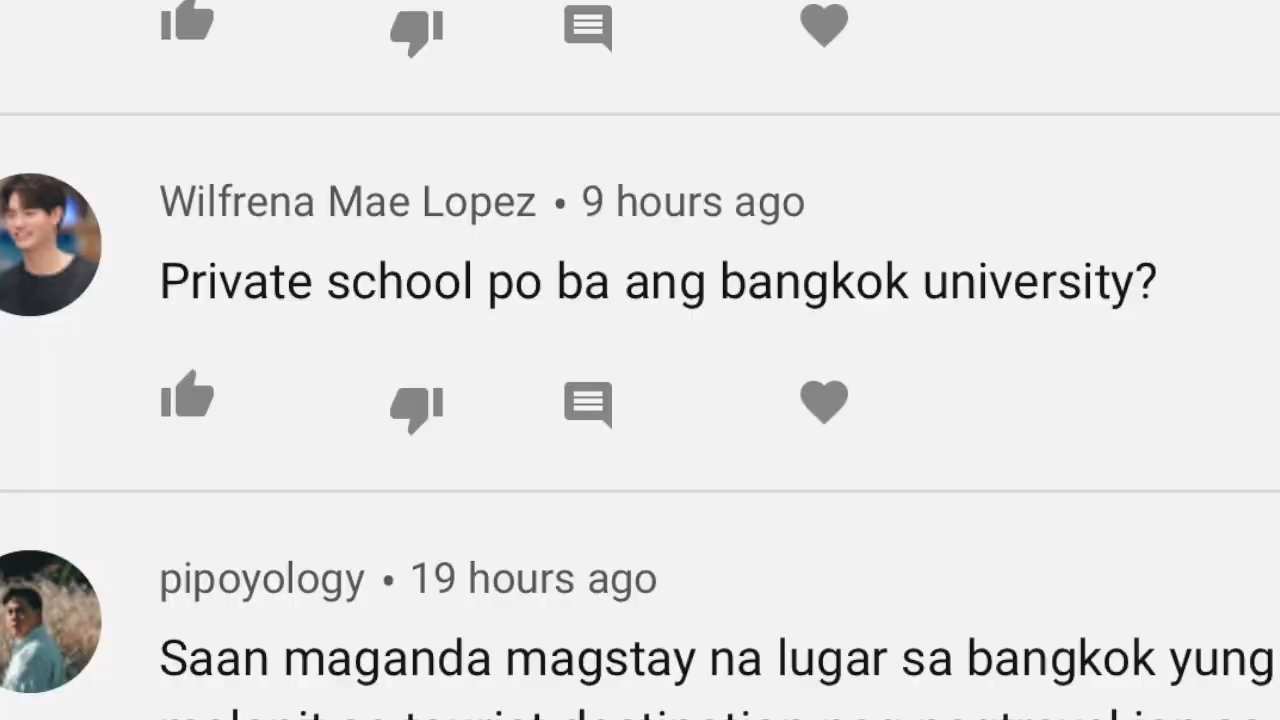 Wilfrena Mae Lopez • 9 hours ago
Private school po ba ang bangkok university?
pipoyology • 19 hours ago
Saan maganda magstay na lugar sa bangkok yung